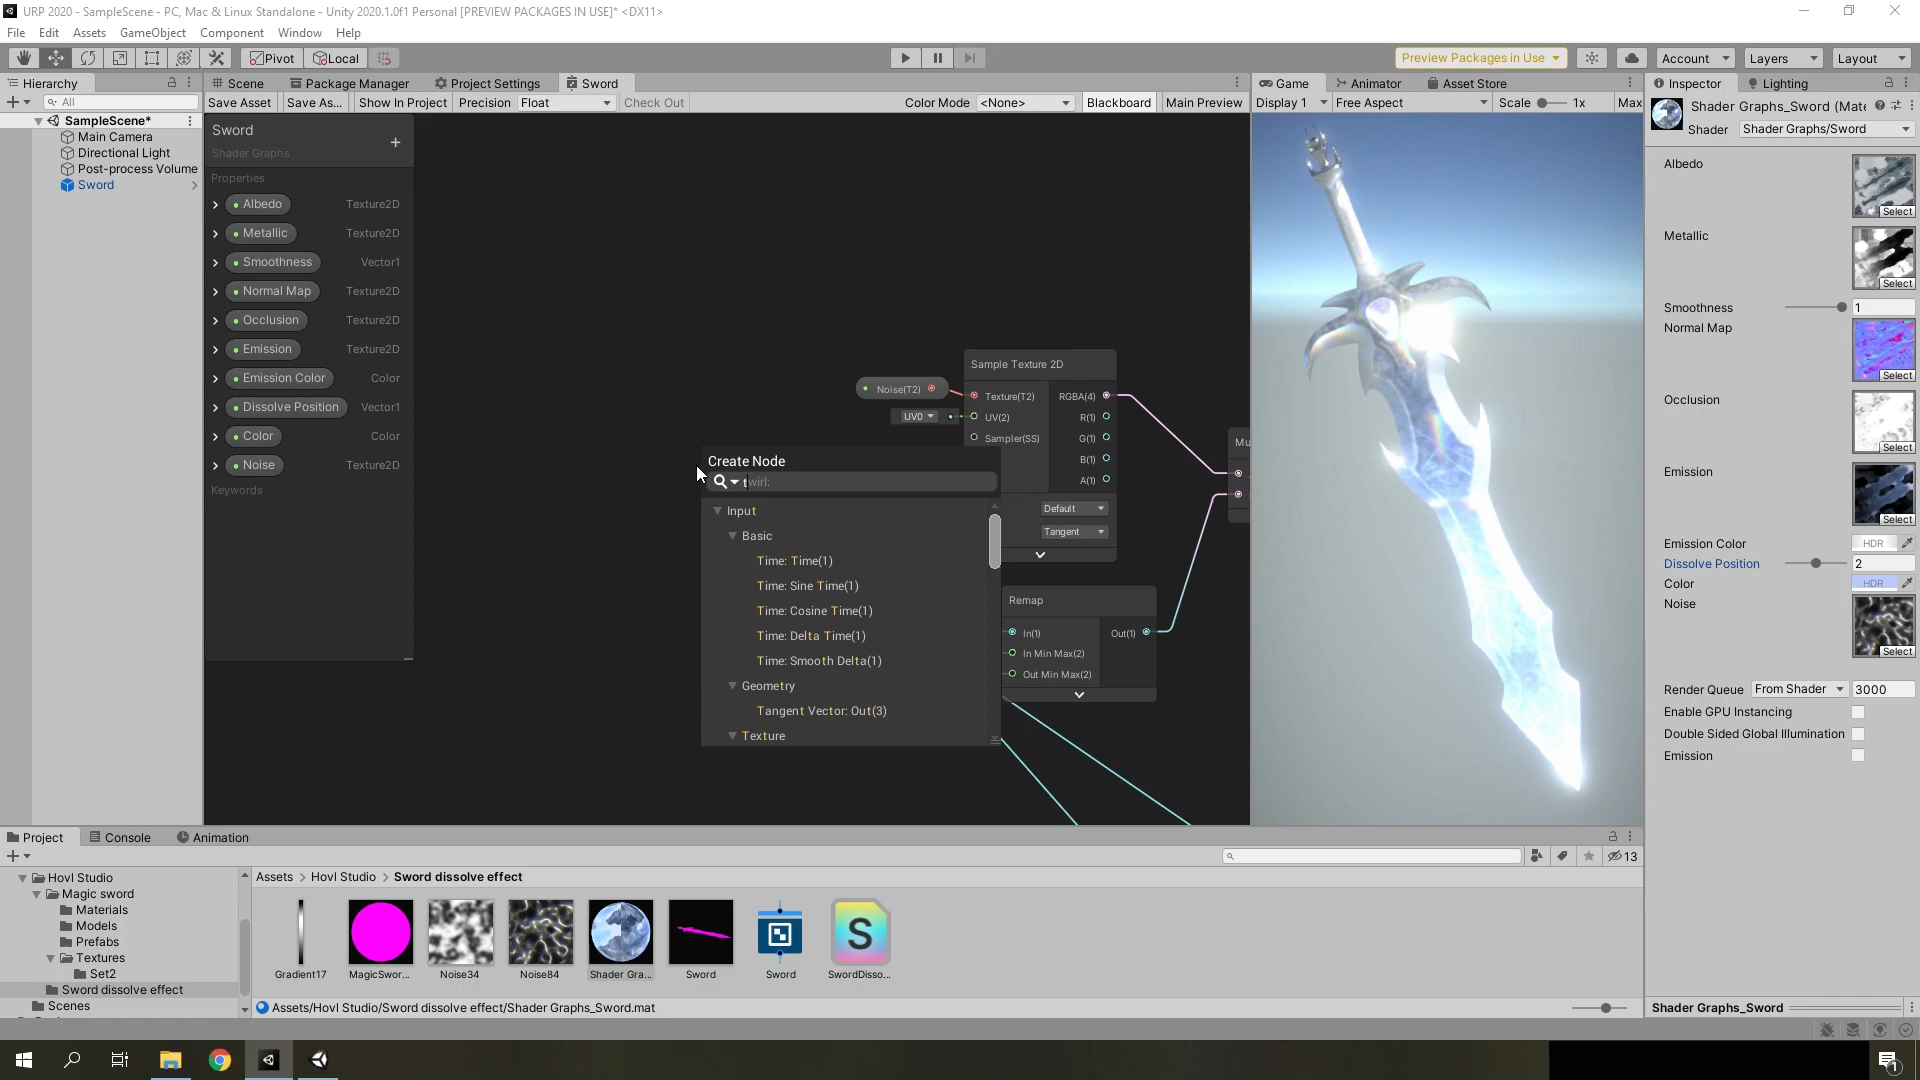 URP 2020 - SampleScene - PC, Mac & Linux Standalone - Unity 2020.1.0f1 Personal [PREVIEW PACKAGES IN USE]* <DX11>
File Edit Assets GameObject Component Window Help
Pivot Local Preview Packages in Use Account Layers Layout
Hierarchy Scene Package Manager Project Settings Sword Game Animator Asset Store Inspector Lighting
All Save Asset Save As... Show In Project Precision Float Check Out Color Mode <None> Blackboard Main Preview Display 1 Free Aspect Scale 1x Max
SampleScene*
Main Camera
Directional Light
Post-process Volume
Sword
Sword
Shader Graphs
Properties
Albedo Texture2D
Metallic Texture2D
Smoothness Vector1
Normal Map Texture2D
Occlusion Texture2D
Emission Texture2D
Emission Color Color
Dissolve Position Vector1
Color Color
Noise Texture2D
Keywords
Sample Texture 2D
Noise(T2) Texture(T2) RGBA(4)
UV0 UV(2) R(1)
Sampler(SS) G(1)
B(1)
A(1)
Default
Tangent
Mu
Create Node
twirl:
Input
Basic
Time: Time(1)
Time: Sine Time(1)
Time: Cosine Time(1)
Time: Delta Time(1)
Time: Smooth Delta(1)
Geometry
Tangent Vector: Out(3)
Texture
Remap
In(1) Out(1)
In Min Max(2)
Out Min Max(2)
Shader Graphs_Sword (Mate
Shader Shader Graphs/Sword
Albedo
Select
Metallic
Select
Smoothness 1
Normal Map
Select
Occlusion
Select
Emission
Select
Emission Color HDR
Dissolve Position 2
Color HDR
Noise
Select
Render Queue From Shader 3000
Enable GPU Instancing
Double Sided Global Illumination
Emission
Project Console Animation
13
Hovl Studio
Magic sword
Materials
Models
Prefabs
Textures
Set2
Sword dissolve effect
Scenes
Assets > Hovl Studio > Sword dissolve effect
Gradient17 MagicSwor... Noise34 Noise84 Shader Gra... Sword Sword SwordDisso...
S
Assets/Hovl Studio/Sword dissolve effect/Shader Graphs_Sword.mat
Shader Graphs_Sword
1